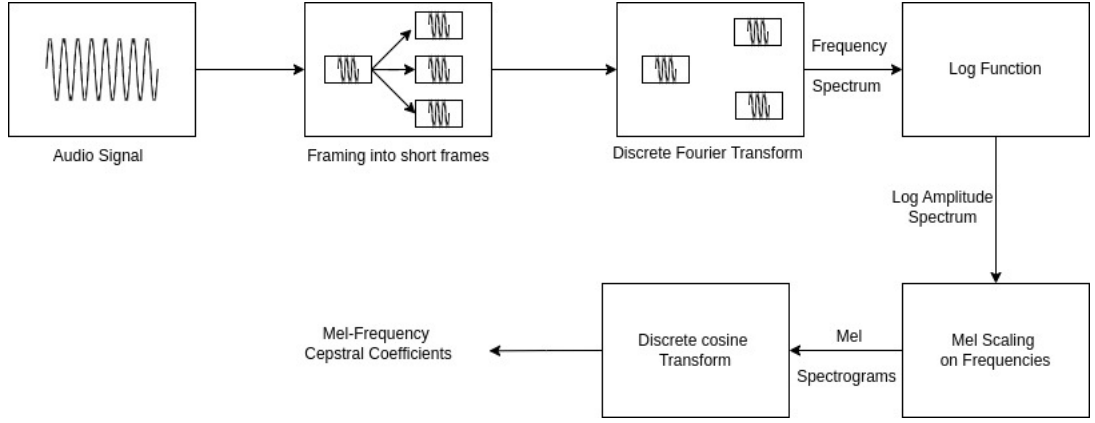 Audio Signal
Framing into short frames
Discrete Fourier Transform
Frequency
Spectrum
Log Function
Log Amplitude
Spectrum
Mel Scaling
on Frequencies
Mel
Spectrograms
Discrete cosine
Transform
Mel-Frequency
Cepstral Coefficients